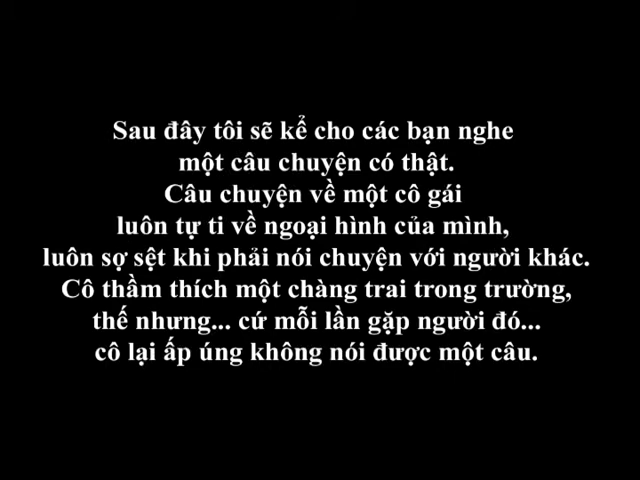 Sau đây tôi sẽ kể cho các bạn nghe
một câu chuyện có thật.
Câu chuyện về một cô gái
luôn tự ti về ngoại hình của mình,
luôn sợ sệt khi phải nói chuyện với người khác.
Cô thầm thích một chàng trai trong trường,
thế nhưng... cứ mỗi lần gặp người đó...
cô lại ấp úng không nói được một câu.